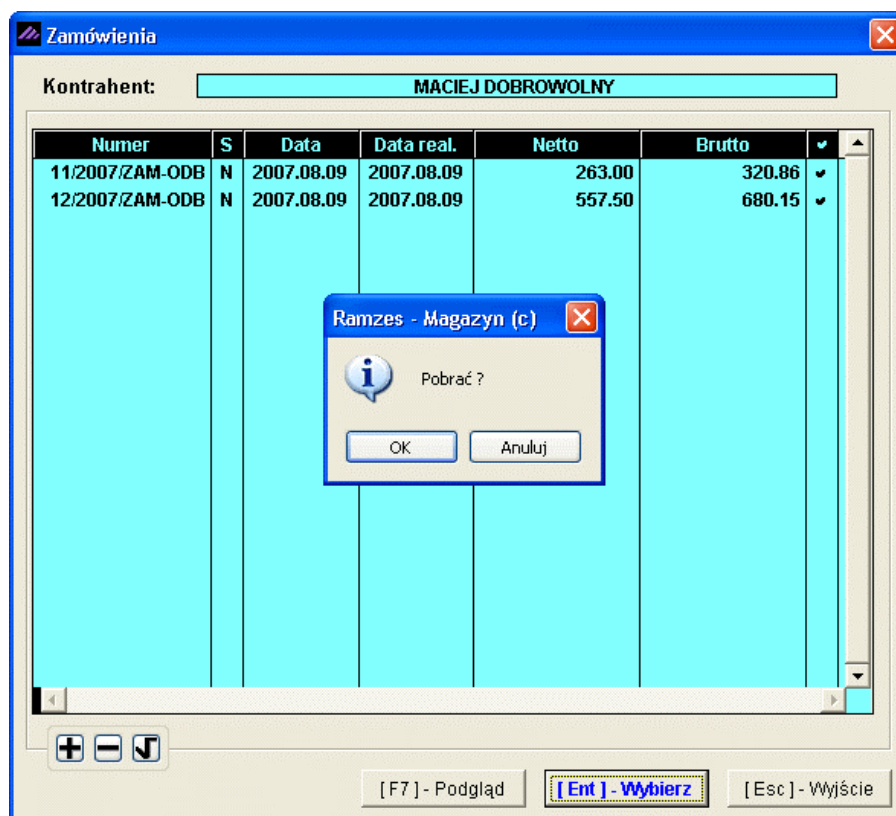 Zamówienia
Kontrahent: MACIEJ DOBROWOLNY
Numer S Data Data real. Netto Brutto
11/2007/ZAM-ODB N 2007.08.09 2007.08.09 263.00 320.86
12/2007/ZAM-ODB N 2007.08.09 2007.08.09 557.50 680.15
Ramzes - Magazyn (c)
Pobrać ?
OK Anuluj
[ F7 ] - Podgląd [ Ent ] - Wybierz [ Esc ] - Wyjście